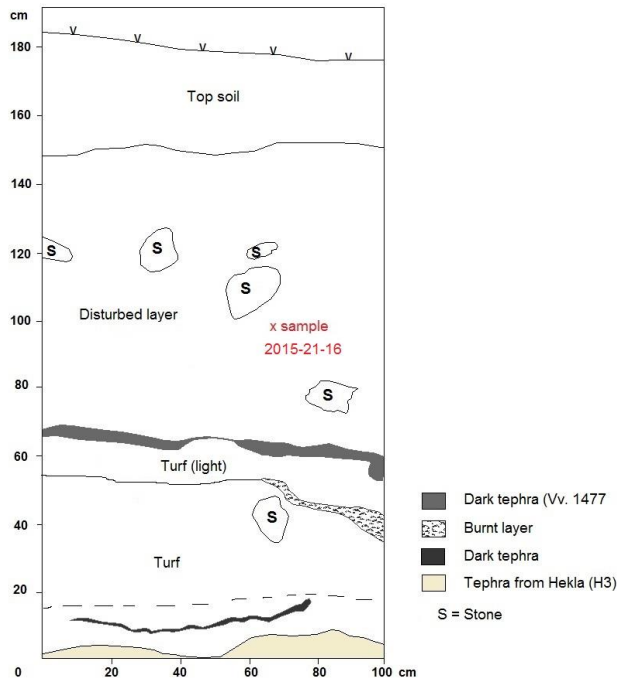 cm
180
v
v
v
v
v
Top soil
160
140
S
120
S
S
S
Disturbed layer
100
x sample
2015-21-16
80
S
60
Turf (light)
40
S
Turf
20
0
20
40
60
80
100 cm
Dark tephra (Vv. 1477
Burnt layer
Dark tephra
Tephra from Hekla (H3)
S = Stone